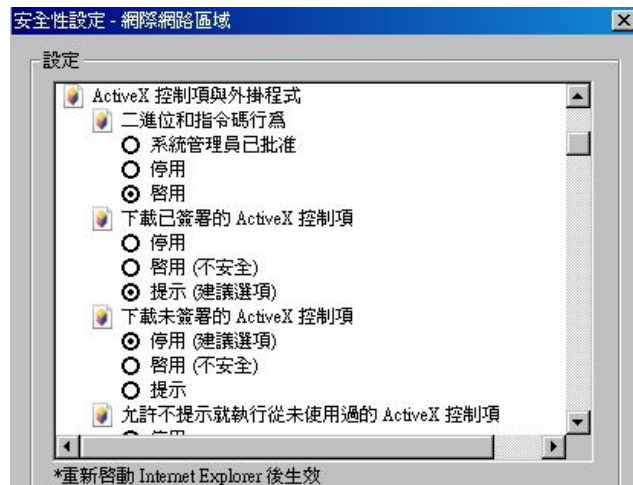 安全性設定 - 網際網路區域
設定
ActiveX 控制項與外掛程式
二進位和指令碼行為
系統管理員已批准
停用
啟用
下載已簽署的 ActiveX 控制項
停用
啟用 (不安全)
提示 (建議選項)
下載未簽署的 ActiveX 控制項
停用 (建議選項)
啟用 (不安全)
提示
允許不提示就執行從未使用過的 ActiveX 控制項
*重新啟動 Internet Explorer 後生效